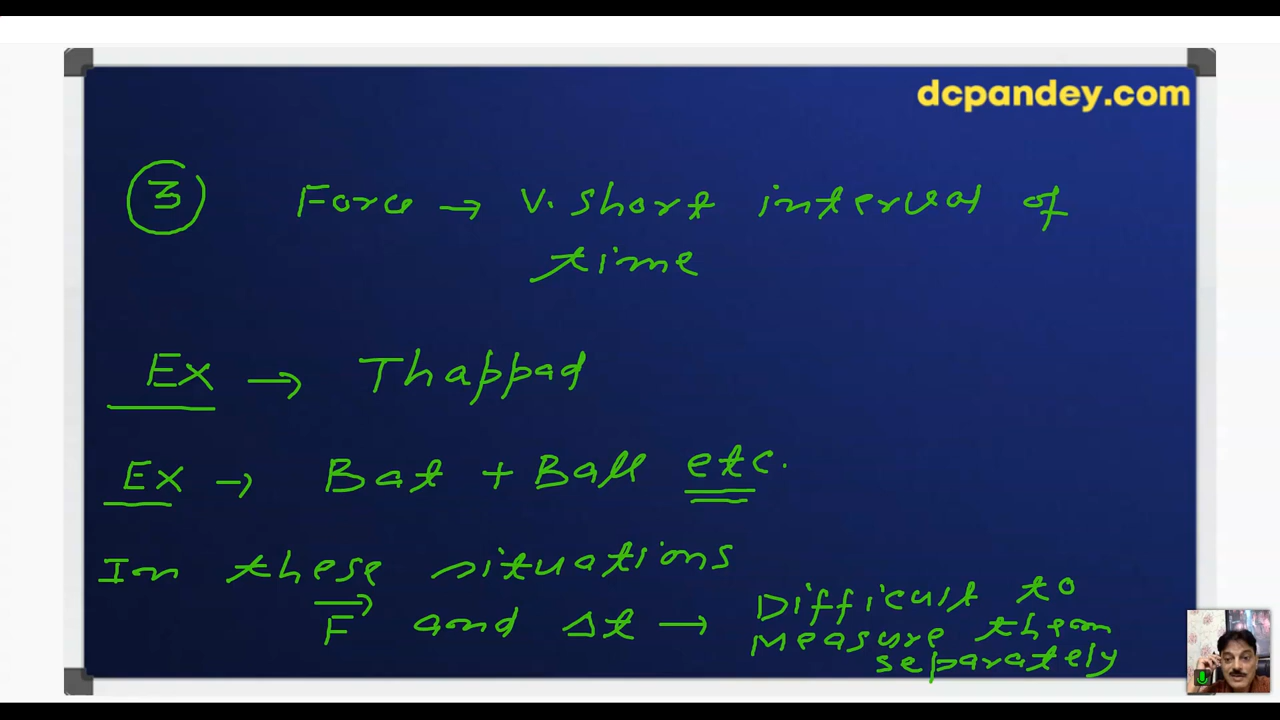 dcpandey.com
3 Force → V. short interval of
time
Ex → Thappad
Ex → Bat + Ball etc.
In these situations
F and Δt → Difficult to
measure them
separately